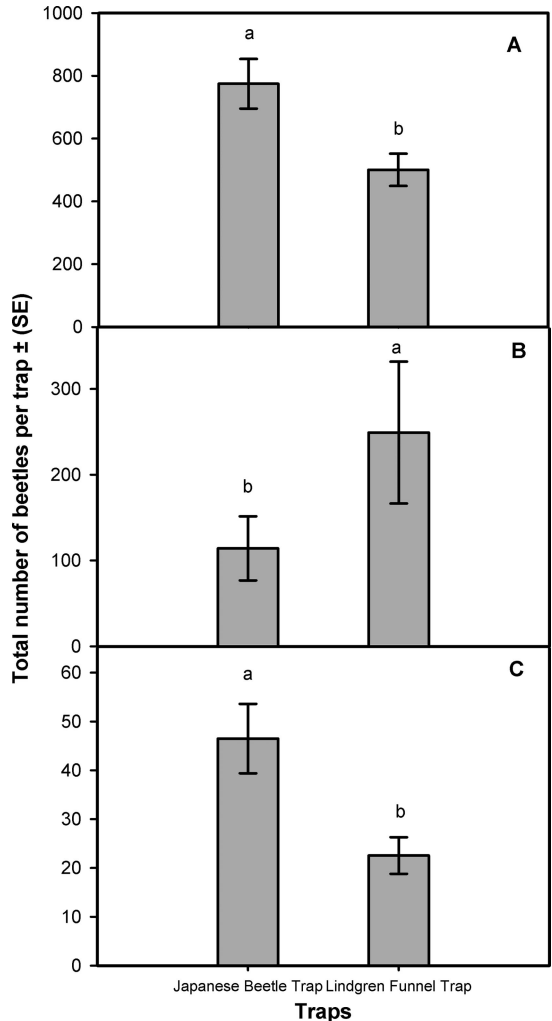 Total number of beetles per trap ± (SE)
1000
800
600
400
200
0
a
b
A
300
200
100
0
b
a
B
60
50
40
30
20
10
0
a
b
C
Japanese Beetle Trap Lindgren Funnel Trap
Traps